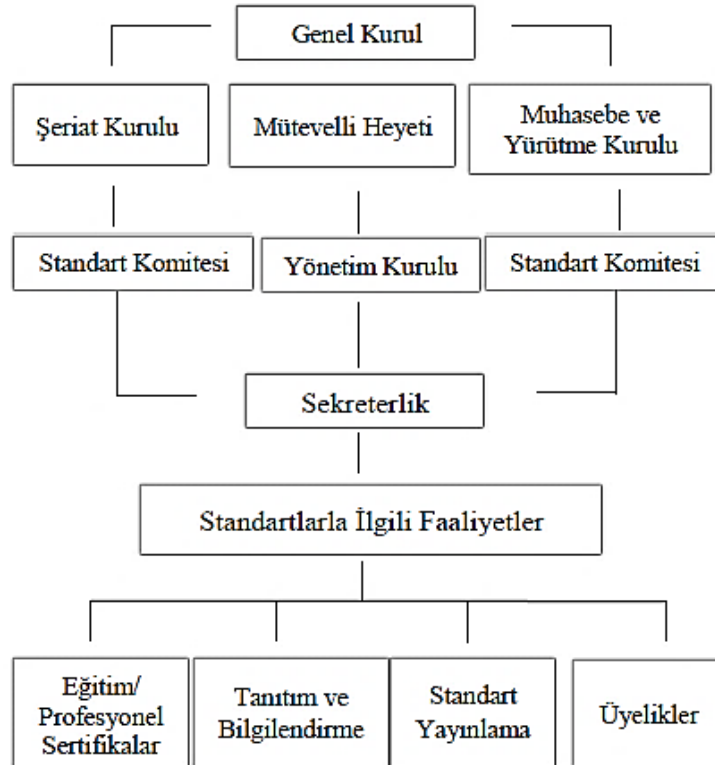 Genel Kurul
Şeriat Kurulu
Mütevelli Heyeti
Muhasebe ve
Yürütme Kurulu
Standart Komitesi
Yönetim Kurulu
Standart Komitesi
Sekreterlik
Standartlarla İlgili Faaliyetler
Eğitim/
Profesyonel
Sertifikalar
Tanıtım ve
Bilgilendirme
Standart
Yayınlama
Üyelikler